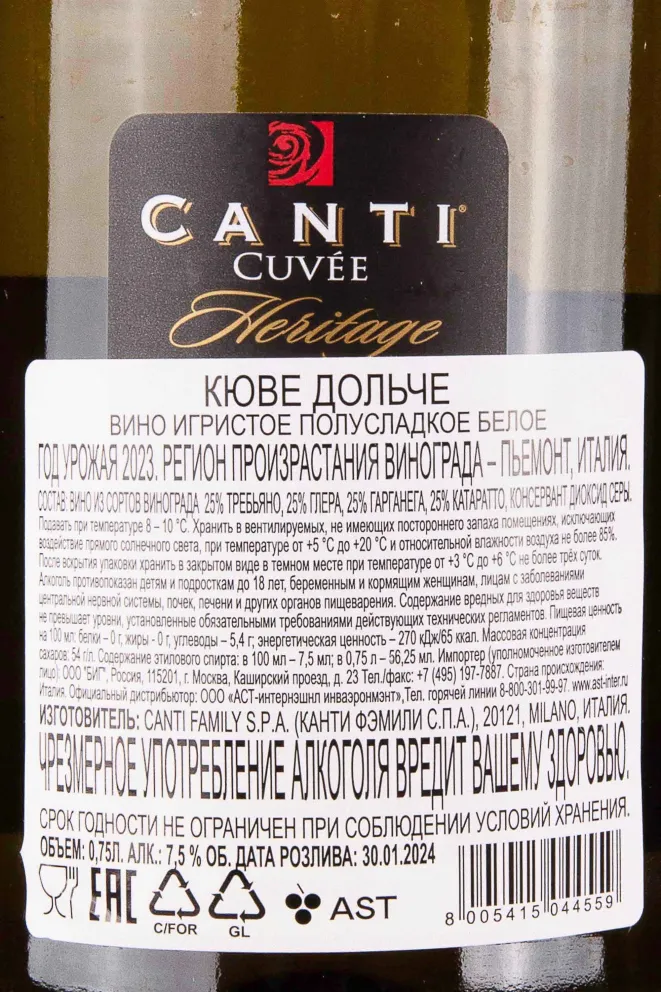 CANTI®
CUVÉE
Heritage
КЮВЕ ДОЛЬЧЕ
ВИНО ИГРИСТОЕ ПОЛУСЛАДКОЕ БЕЛОЕ
ГОД УРОЖАЯ 2023. РЕГИОН ПРОИЗРАСТАНИЯ ВИНОГРАДА – ПЬЕМОНТ, ИТАЛИЯ.
СОСТАВ: ВИНО ИЗ СОРТОВ ВИНОГРАДА 25% ТРЕБЬЯНО, 25% ГЛЕРА, 25% ГАРГАНЕГА, 25% КАТАРАТТО, КОНСЕРВАНТ ДИОКСИД СЕРЫ.
Подавать при температуре 8 – 10 °С. Хранить в вентилируемых, не имеющих постороннего запаха помещениях, исключающих
воздействие прямого солнечного света, при температуре от +5 °С до +20 °С и относительной влажности воздуха не более 85%.
После вскрытия упаковки хранить в закрытом виде в темном месте при температуре от +3 °С до +6 °С не более трёх суток.
Алкоголь противопоказан детям и подросткам до 18 лет, беременным и кормящим женщинам, лицам с заболеваниями
центральной нервной системы, почек, печени и других органов пищеварения. Содержание вредных для здоровья веществ
не превышает уровни, установленные обязательными требованиями действующих технических регламентов. Пищевая ценность
на 100 мл: белки – 0 г, жиры - 0 г, углеводы – 5,4 г; энергетическая ценность – 270 кДж/65 ккал. Массовая концентрация
сахаров: 54 г/л. Содержание этилового спирта: в 100 мл – 7,5 мл; в 0,75 л – 56,25 мл. Импортер (уполномоченное изготовителем
лицо): ООО "БИГ", Россия, 115201, г. Москва, Каширский проезд, д. 23 Тел./факс: +7 (495) 197-7887. Страна происхождения:
Италия. Официальный дистрибьютор: ООО «АСТ-интернэшнл инваэронмэнт», Тел. горячей линии 8-800-301-99-97. www.ast-inter.ru
ИЗГОТОВИТЕЛЬ: CANTI FAMILY S.P.A. (КАНТИ ФЭМИЛИ С.П.А.), 20121, MILANO, ИТАЛИЯ.
ЧРЕЗМЕРНОЕ УПОТРЕБЛЕНИЕ АЛКОГОЛЯ ВРЕДИТ ВАШЕМУ ЗДОРОВЬЮ.
СРОК ГОДНОСТИ НЕ ОГРАНИЧЕН ПРИ СОБЛЮДЕНИИ УСЛОВИЙ ХРАНЕНИЯ.
ОБЪЕМ: 0,75Л. АЛК.: 7,5 % ОБ. ДАТА РОЗЛИВА: 30.01.2024
EAC
C/FOR
GL
AST
8 005415 044559